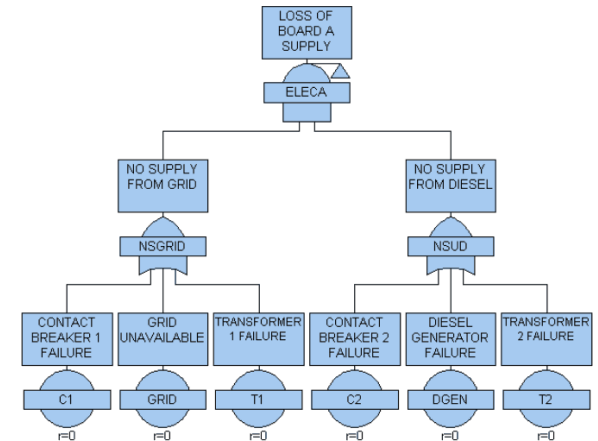 LOSS OF
BOARD A
SUPPLY
ELECA
NO SUPPLY
FROM GRID
NO SUPPLY
FROM DIESEL
NSGRID
NSUD
CONTACT
BREAKER 1
FAILURE
GRID
UNAVAILABLE
TRANSFORMER
1 FAILURE
CONTACT
BREAKER 2
FAILURE
DIESEL
GENERATOR
FAILURE
TRANSFORMER
2 FAILURE
C1
GRID
T1
C2
DGEN
T2
r=0
r=0
r=0
r=0
r=0
r=0